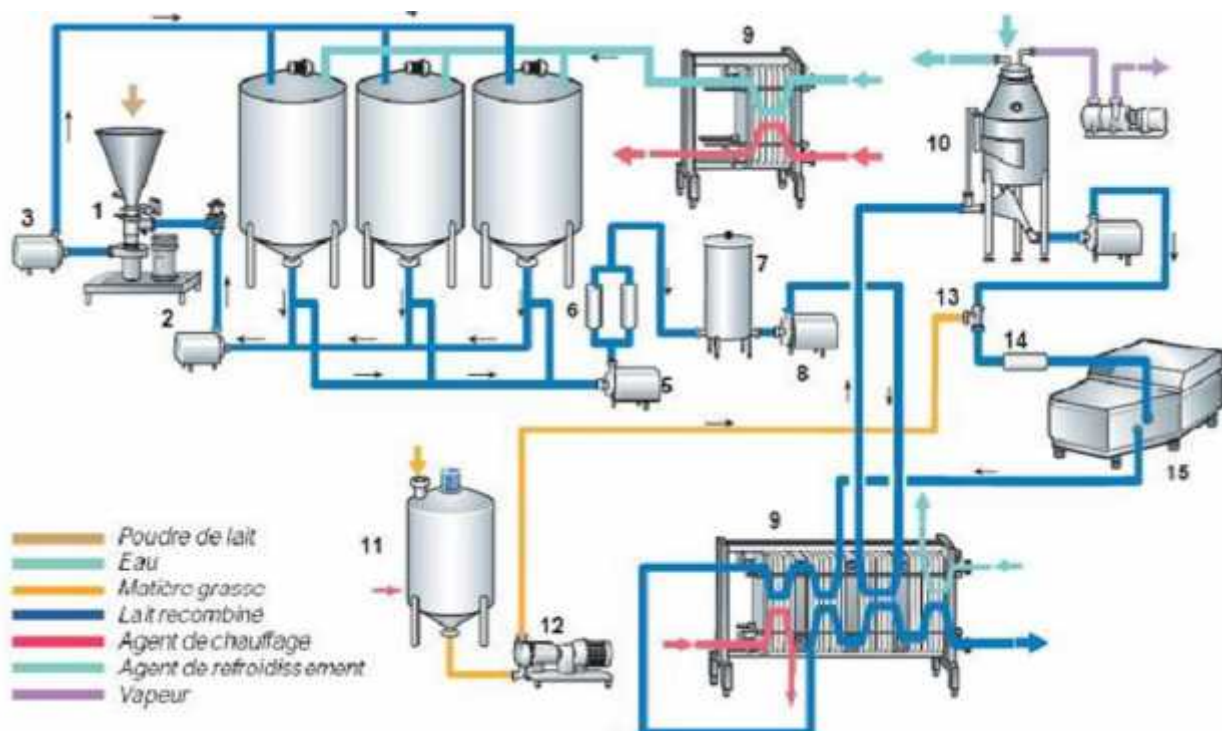 9
10
3
1
7
6
2
13
14
5
8
15
9
11
12
Poudre de lait
Eau
Matière grasse
Lait recombiné
Agent de chauffage
Agent de refroidissement
Vapeur